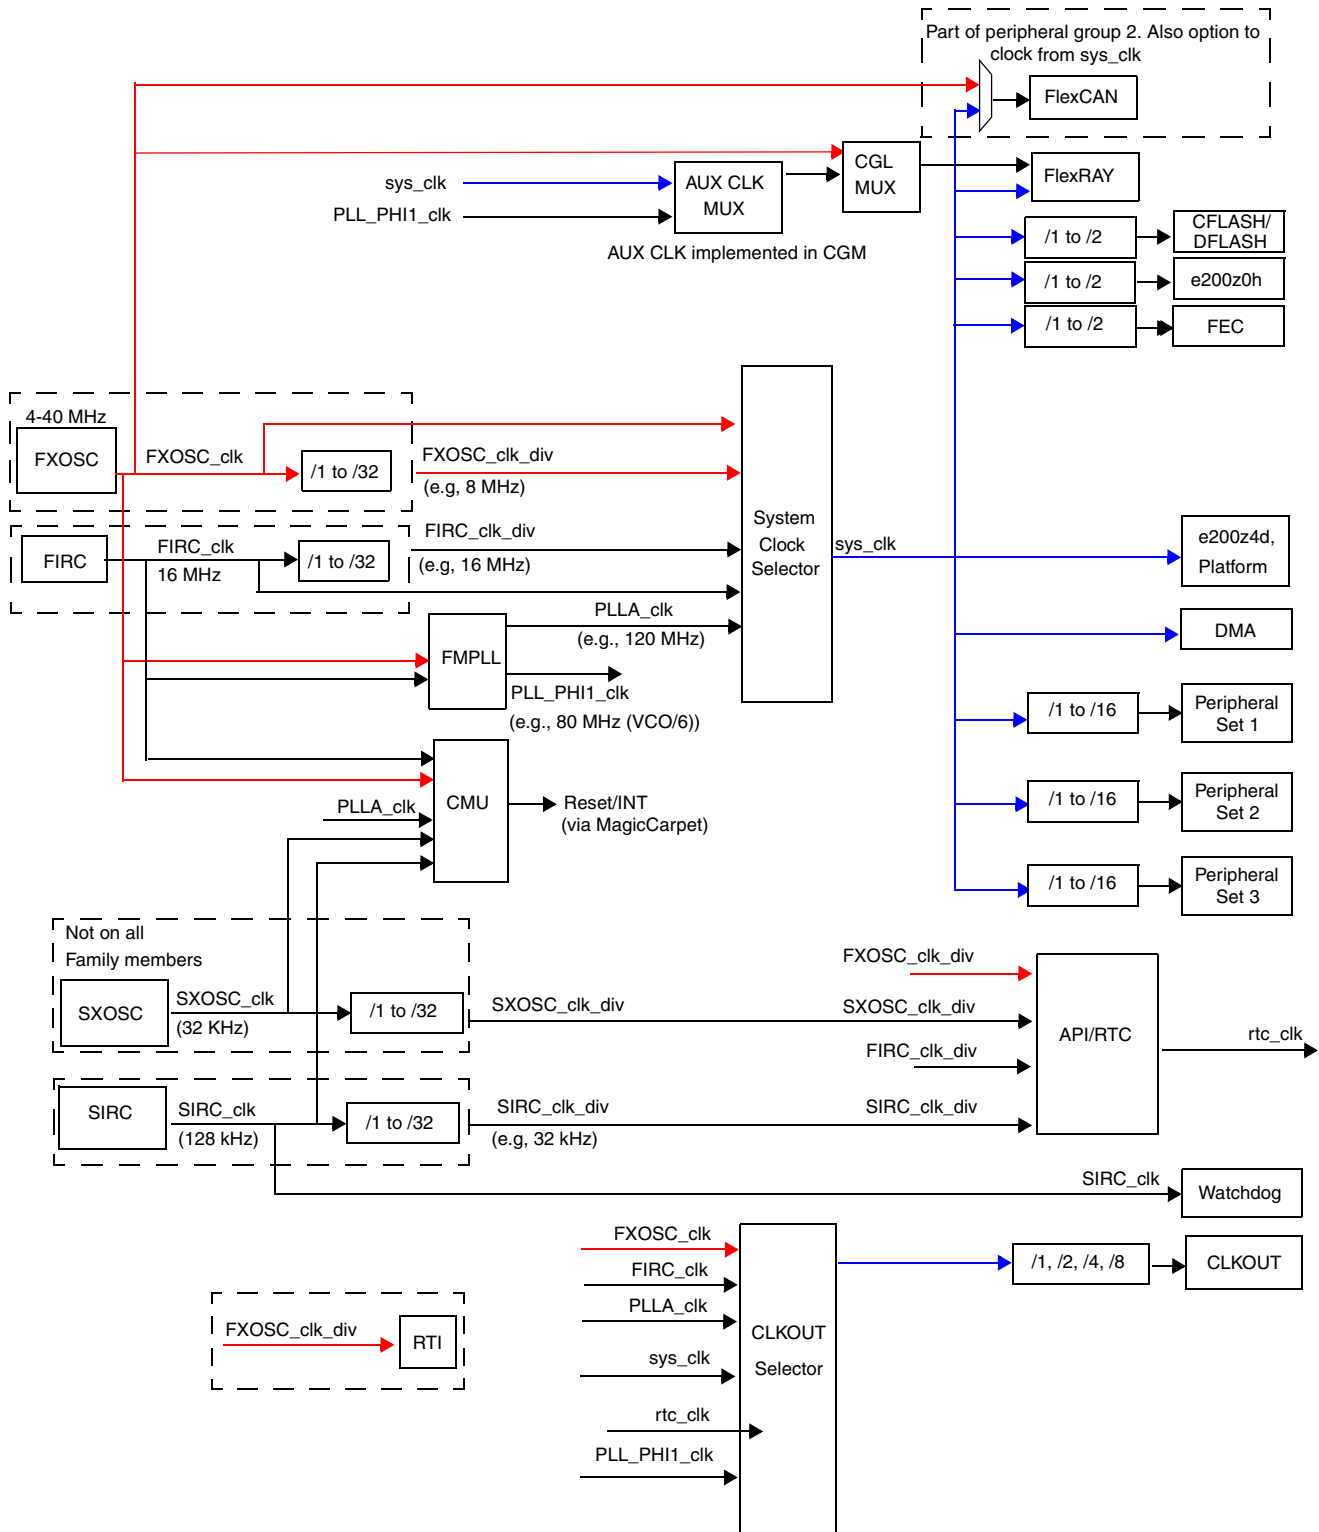 Part of peripheral group 2. Also option to
clock from sys_clk
FlexCAN
CGL
MUX
FlexRAY
sys_clk
AUX CLK
MUX
PLL_PHI1_clk
AUX CLK implemented in CGM
/1 to /2
CFLASH/
DFLASH
/1 to /2
e200z0h
/1 to /2
FEC
4-40 MHz
FXOSC
FXOSC_clk
/1 to /32
FXOSC_clk_div
(e.g, 8 MHz)
FIRC
FIRC_clk
16 MHz
/1 to /32
FIRC_clk_div
(e.g, 16 MHz)
System
Clock
Selector
sys_clk
e200z4d,
Platform
PLLA_clk
(e.g., 120 MHz)
FMPLL
PLL_PHI1_clk
(e.g., 80 MHz (VCO/6))
DMA
/1 to /16
Peripheral
Set 1
/1 to /16
Peripheral
Set 2
/1 to /16
Peripheral
Set 3
PLLA_clk
CMU
Reset/INT
(via MagicCarpet)
Not on all
Family members
SXOSC
SXOSC_clk
(32 KHz)
/1 to /32
SXOSC_clk_div
FXOSC_clk_div
SXOSC_clk_div
FIRC_clk_div
SIRC_clk_div
API/RTC
rtc_clk
SIRC
SIRC_clk
(128 kHz)
/1 to /32
SIRC_clk_div
(e.g, 32 kHz)
SIRC_clk
Watchdog
FXOSC_clk
FIRC_clk
PLLA_clk
sys_clk
rtc_clk
PLL_PHI1_clk
CLKOUT
Selector
/1, /2, /4, /8
CLKOUT
FXOSC_clk_div
RTI